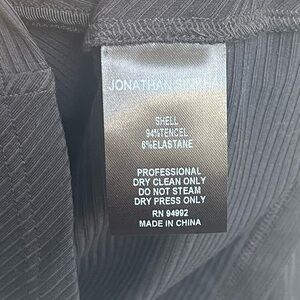 JONATHAN SIMKHAI
SHELL
94%TENCEL
6%ELASTANE
PROFESSIONAL
DRY CLEAN ONLY
DO NOT STEAM
DRY PRESS ONLY
RN 94992
MADE IN CHINA